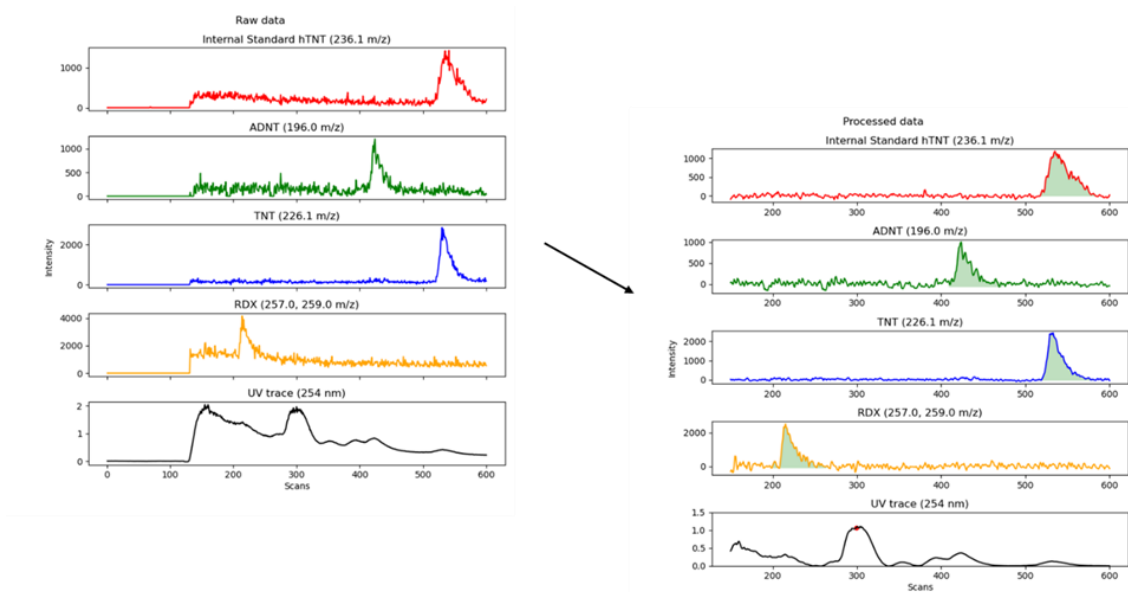 Raw data
Internal Standard hTNT (236.1 m/z)
1000
0
ADNT (196.0 m/z)
1000
500
0
TNT (226.1 m/z)
2000
0
Intensity
RDX (257.0, 259.0 m/z)
4000
2000
0
UV trace (254 nm)
2
1
0
0 100 200 300 400 500 600
Scans
Processed data
Internal Standard hTNT (236.1 m/z)
1000
500
0
200 300 400 500 600
ADNT (196.0 m/z)
1000
500
0
200 300 400 500 600
TNT (226.1 m/z)
2000
1000
0
Intensity
200 300 400 500 600
RDX (257.0, 259.0 m/z)
2000
0
200 300 400 500 600
UV trace (254 nm)
1.5
1.0
0.5
0.0
200 300 400 500 600
Scans